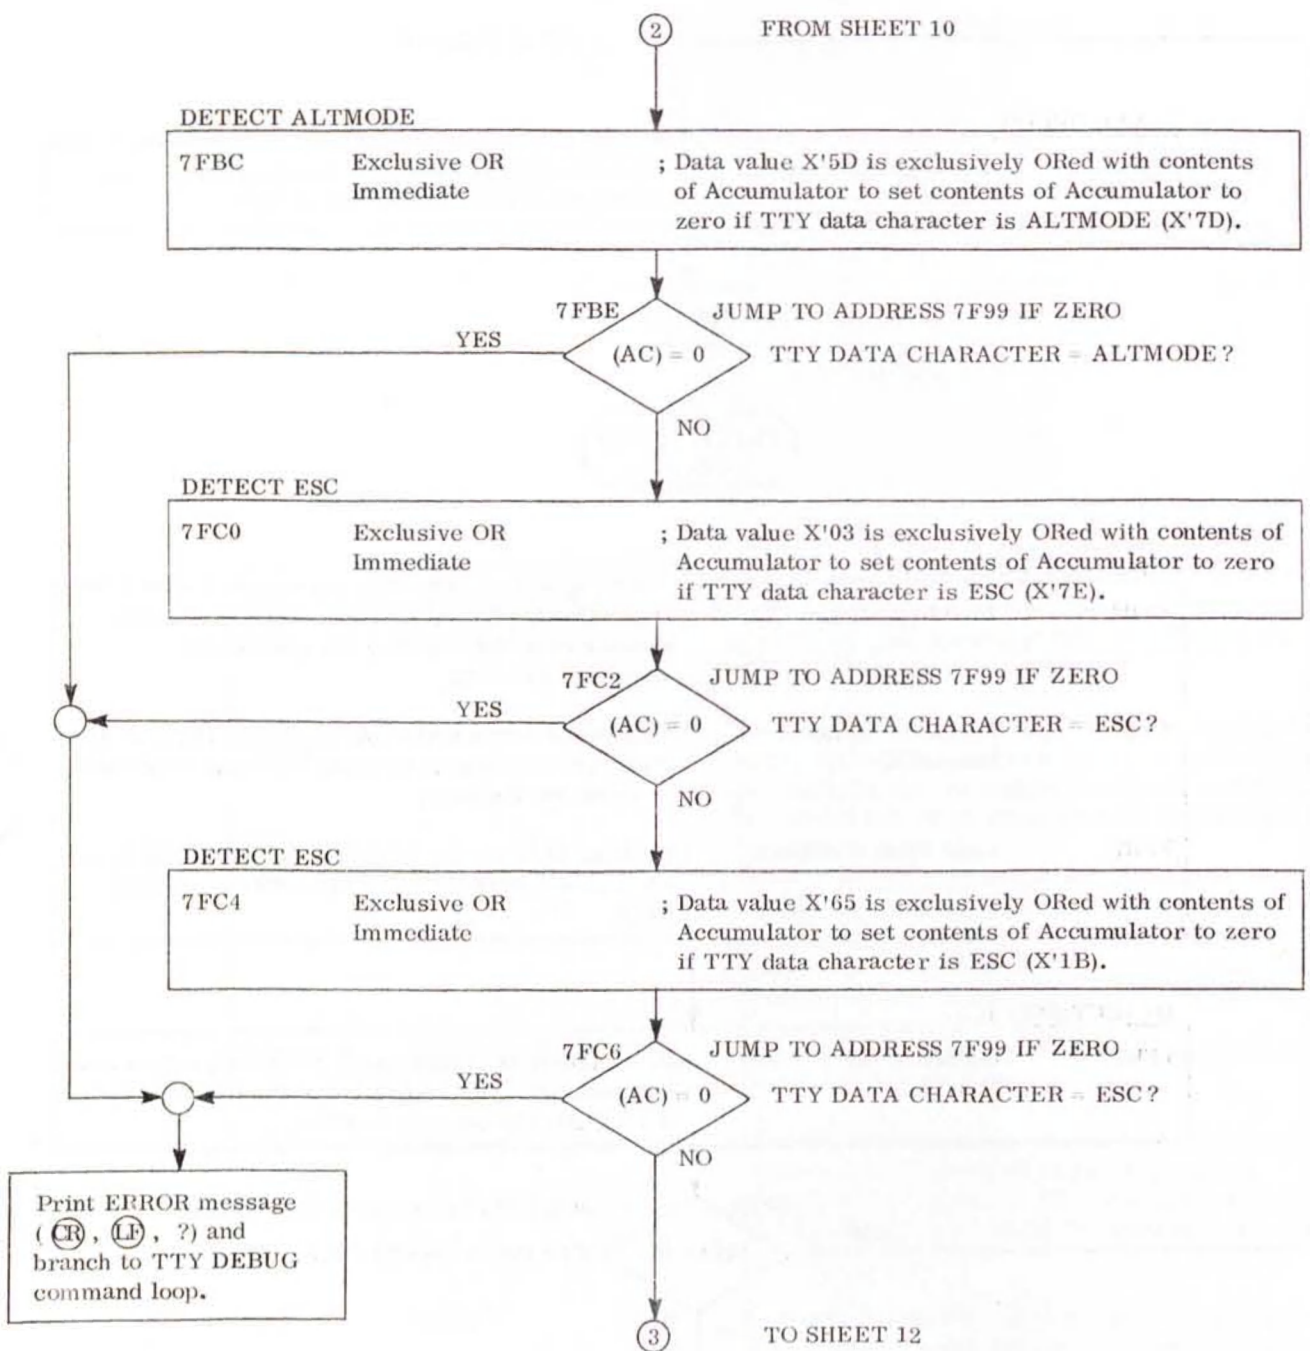 2 FROM SHEET 10
DETECT ALTMODE
7FBC Exclusive OR ; Data value X'5D is exclusively ORed with contents
Immediate of Accumulator to set contents of Accumulator to
zero if TTY data character is ALTMODE (X'7D).
7FBE JUMP TO ADDRESS 7F99 IF ZERO
YES (AC) = 0 TTY DATA CHARACTER = ALTMODE?
NO
DETECT ESC
7FC0 Exclusive OR ; Data value X'03 is exclusively ORed with contents of
Immediate Accumulator to set contents of Accumulator to zero
if TTY data character is ESC (X'7E).
7FC2 JUMP TO ADDRESS 7F99 IF ZERO
YES (AC) = 0 TTY DATA CHARACTER = ESC?
NO
DETECT ESC
7FC4 Exclusive OR ; Data value X'65 is exclusively ORed with contents of
Immediate Accumulator to set contents of Accumulator to zero
if TTY data character is ESC (X'1B).
7FC6 JUMP TO ADDRESS 7F99 IF ZERO
YES (AC) = 0 TTY DATA CHARACTER = ESC?
NO
Print ERROR message
( CR , LF , ?) and
branch to TTY DEBUG
command loop.
3 TO SHEET 12